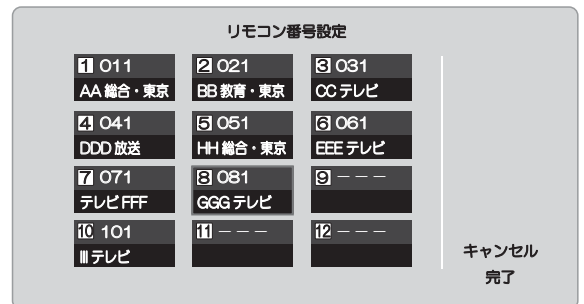 リモコン番号設定
1 011 2 021 3 031
AA 総合・東京 BB 教育・東京 CC テレビ
4 041 5 051 6 061
DDD 放送 HH 総合・東京 EEE テレビ
7 071 8 081 9 −−−
テレビ FFF GGG テレビ
10 101 11 −−− 12 −−−
III テレビ
キャンセル
完了